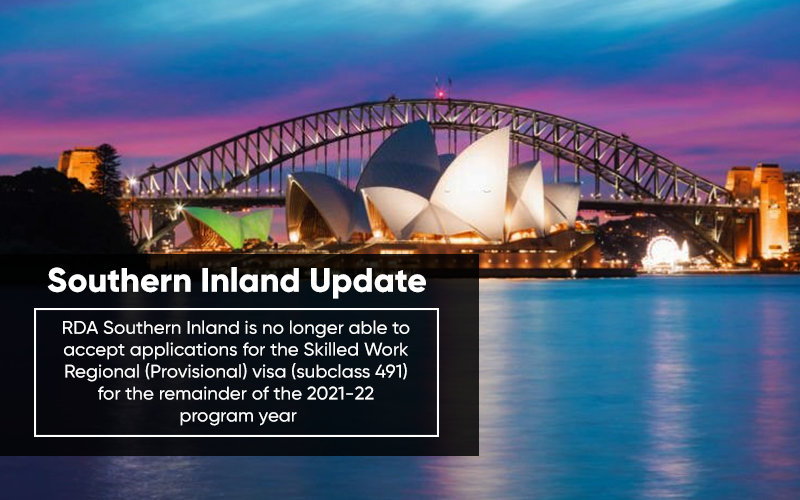 Southern Inland Update
RDA Southern Inland is no longer able to
accept applications for the Skilled Work
Regional (Provisional) visa (subclass 491)
for the remainder of the 2021-22
program year